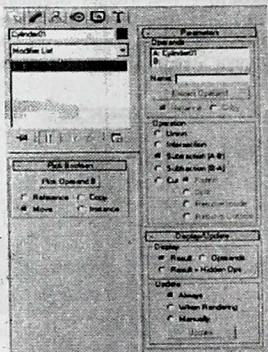 Cylinder01
Modifier List
- Pick Boolean
Pick Operand B
Reference Copy
Move Instance
- Parameters
Operands
A: Cylinder01
B:
Name:
Extract Operand
Instance Copy
Operation
Union
Intersection
Subtraction (A-B)
Subtraction (B-A)
Cut Refine
Split
Remove Inside
Remove Outside
- Display/Update
Display:
Result Operands
Result + Hidden Ops
Update:
Always
When Rendering
Manually
Update